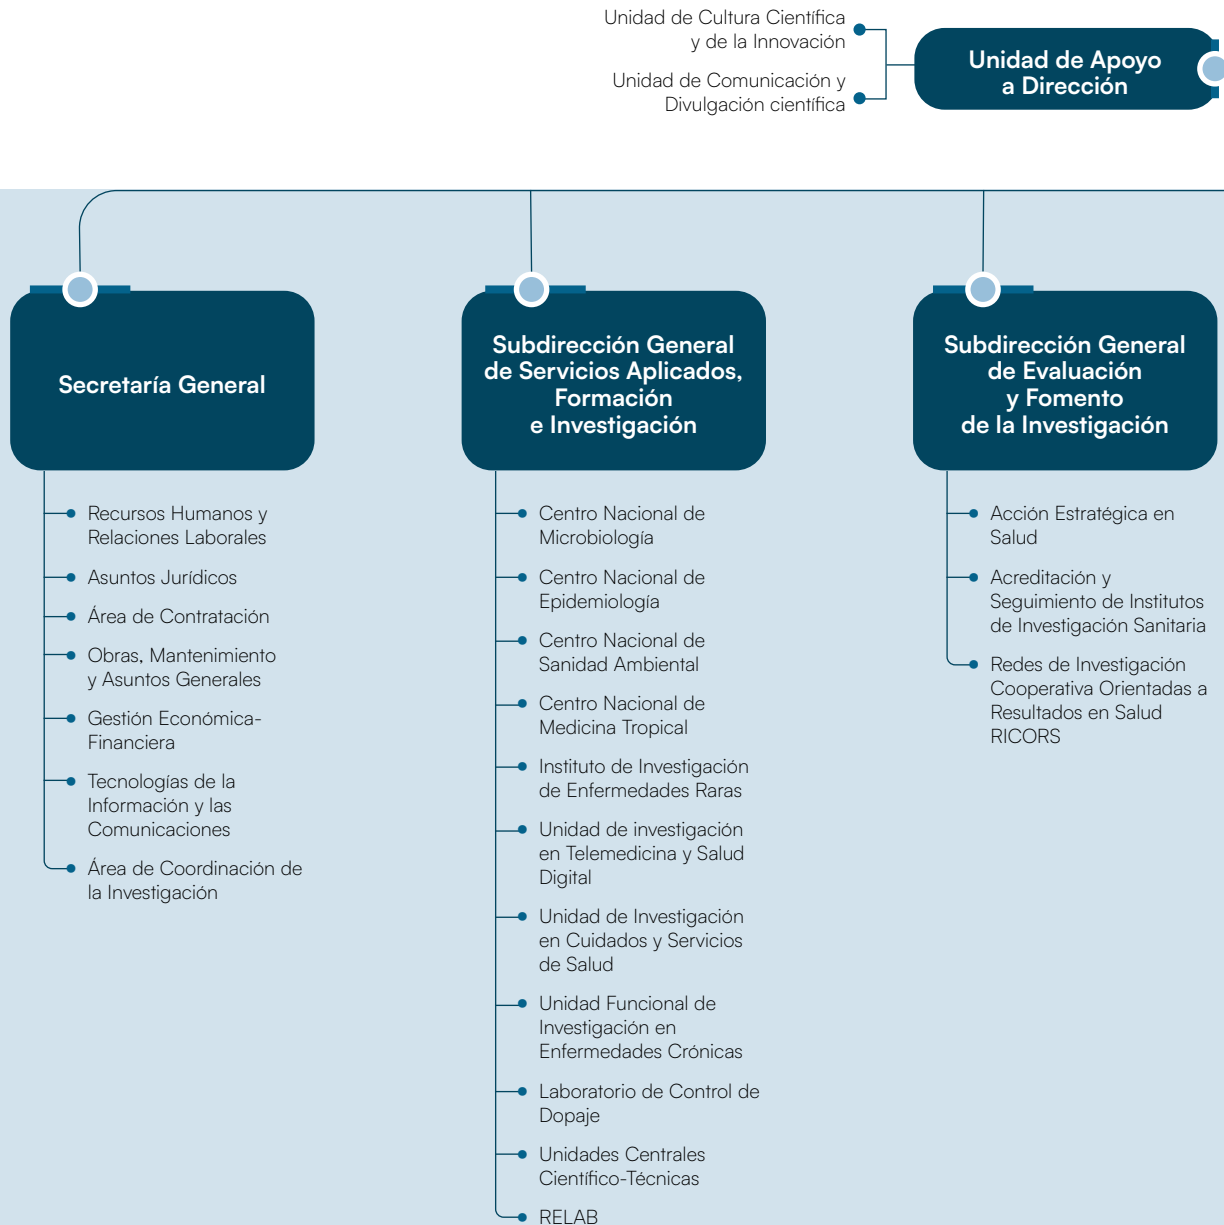 Unidad de Cultura Científica
y de la Innovación
Unidad de Comunicación y
Divulgación científica
Unidad de Apoyo
a Dirección
Secretaría General
Recursos Humanos y
Relaciones Laborales
Asuntos Jurídicos
Área de Contratación
Obras, Mantenimiento
y Asuntos Generales
Gestión Económica-
Financiera
Tecnologías de la
Información y las
Comunicaciones
Área de Coordinación de
la Investigación
Subdirección General
de Servicios Aplicados,
Formación
e Investigación
Centro Nacional de
Microbiología
Centro Nacional de
Epidemiología
Centro Nacional de
Sanidad Ambiental
Centro Nacional de
Medicina Tropical
Instituto de Investigación
de Enfermedades Raras
Unidad de investigación
en Telemedicina y Salud
Digital
Unidad de Investigación
en Cuidados y Servicios
de Salud
Unidad Funcional de
Investigación en
Enfermedades Crónicas
Laboratorio de Control de
Dopaje
Unidades Centrales
Científico-Técnicas
RELAB
Subdirección General
de Evaluación
y Fomento
de la Investigación
Acción Estratégica en
Salud
Acreditación y
Seguimiento de Institutos
de Investigación Sanitaria
Redes de Investigación
Cooperativa Orientadas a
Resultados en Salud
RICORS